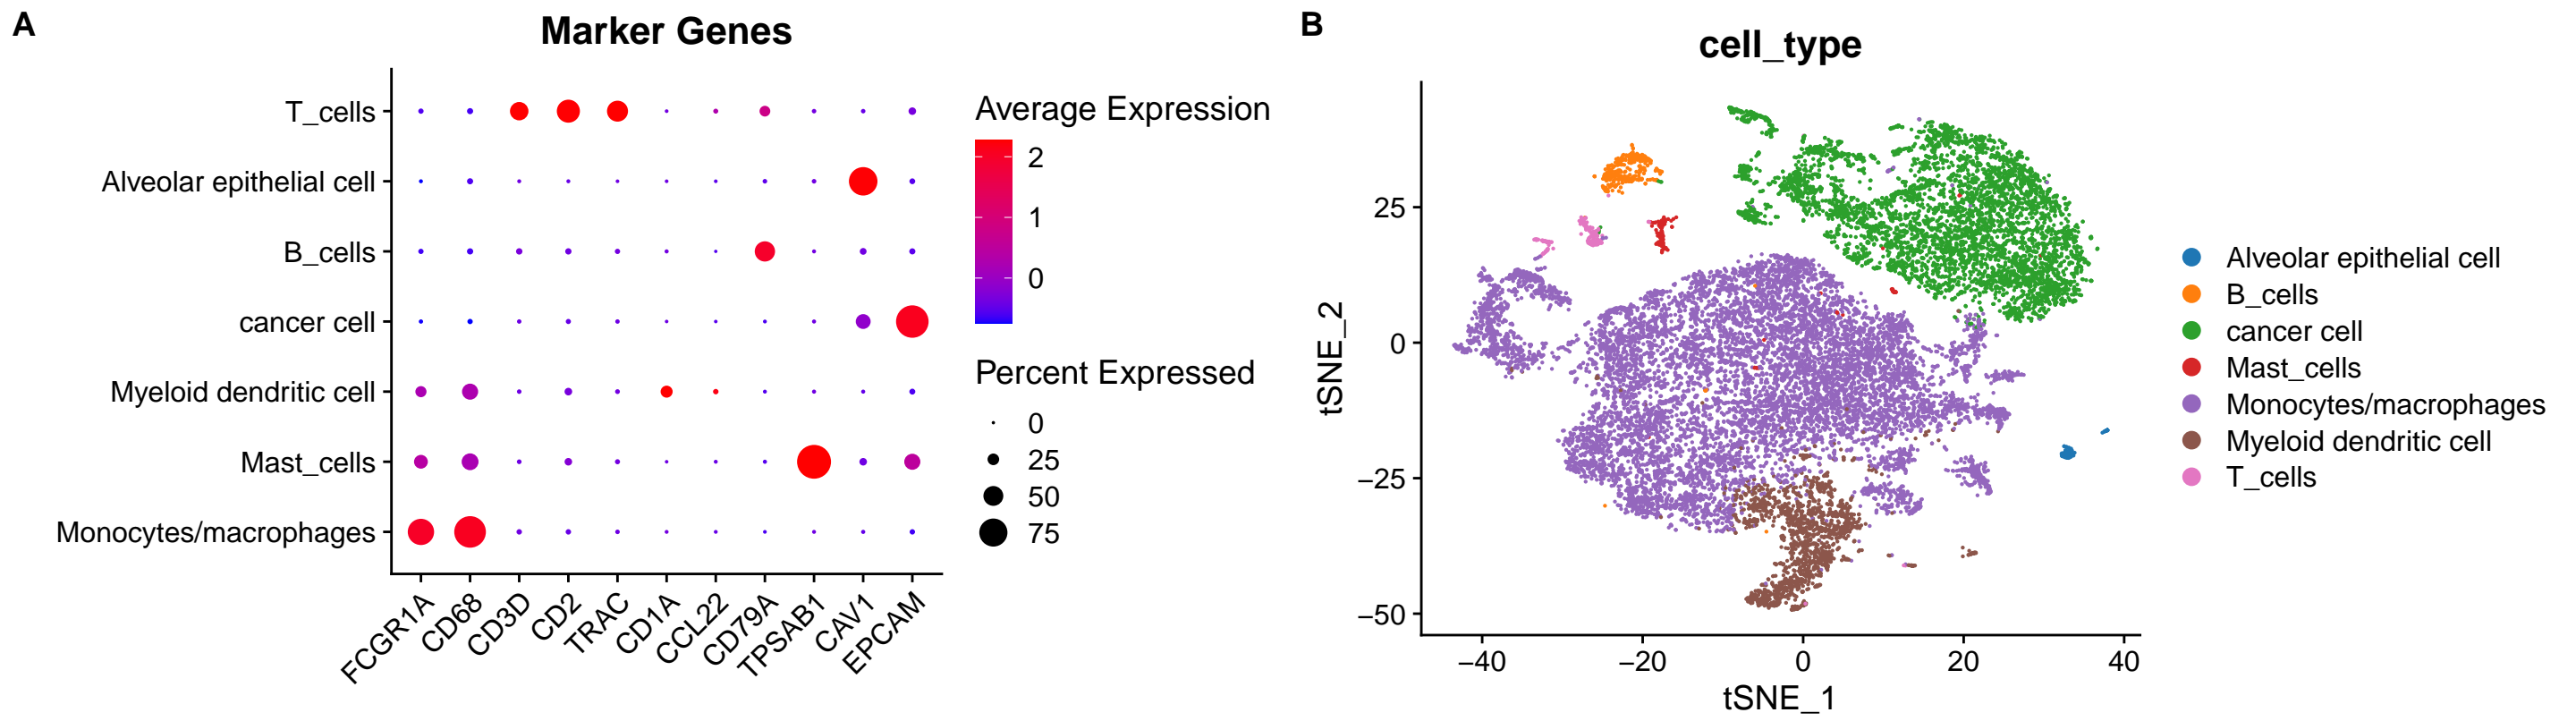 A
Marker Genes
T_cells
Alveolar epithelial cell
B_cells
cancer cell
Myeloid dendritic cell
Mast_cells
Monocytes/macrophages
FCGR1A
CD68
CD3D
CD2
TRAC
CD1A
CCL22
CD79A
TPSAB1
CAV1
EPCAM
Average Expression
2
1
0
Percent Expressed
0
25
50
75
B
cell_type
tSNE_2
25
0
−25
−50
−40
−20
0
20
40
tSNE_1
Alveolar epithelial cell
B_cells
cancer cell
Mast_cells
Monocytes/macrophages
Myeloid dendritic cell
T_cells